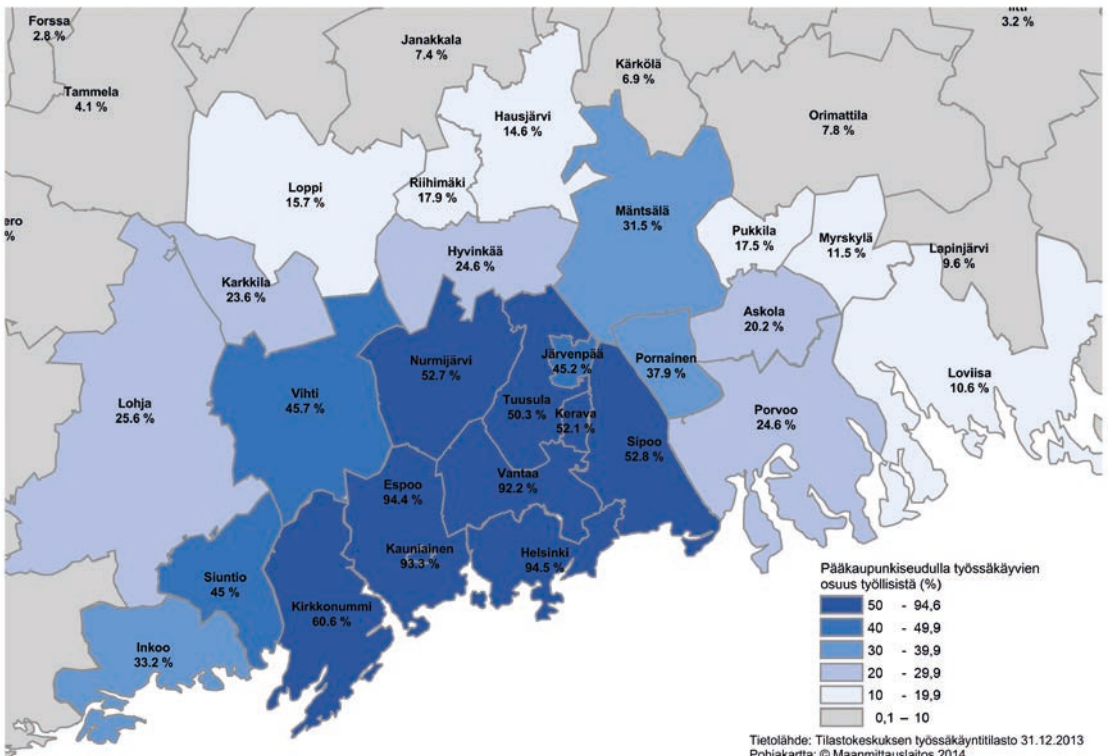 Forssa
2.8 %
Janakkala
7.4 %
Kärkölä
6.9 %
Iitti
3.2 %
Tammela
4.1 %
Hausjärvi
14.6 %
Orimattila
7.8 %
Loppi
15.7 %
Riihimäki
17.9 %
ero
%
Mäntsälä
31.5 %
Pukkila
17.5 %
Myrskylä
11.5 %
Lapinjärvi
9.6 %
Hyvinkää
24.6 %
Karkkila
23.6 %
Askola
20.2 %
Nurmijärvi
52.7 %
Järvenpää
45.2 %
Pornainen
37.9 %
Loviisa
10.6 %
Vihti
45.7 %
Lohja
25.6 %
Tuusula
50.3 %
Kerava
52.1 %
Porvoo
24.6 %
Sipoo
52.8 %
Vantaa
92.2 %
Espoo
94.4 %
Kauniainen
93.3 %
Helsinki
94.5 %
Siuntio
45 %
Kirkkonummi
60.6 %
Inkoo
33.2 %
Pääkaupunkiseudulla työssäkäyvien
osuus työllisistä (%)
50 - 94,6
40 - 49,9
30 - 39,9
20 - 29,9
10 - 19,9
0,1 – 10
Tietolähde: Tilastokeskuksen työssäkäyntitilasto 31.12.2013
Pohjakartta: © Maanmittauslaitos 2014